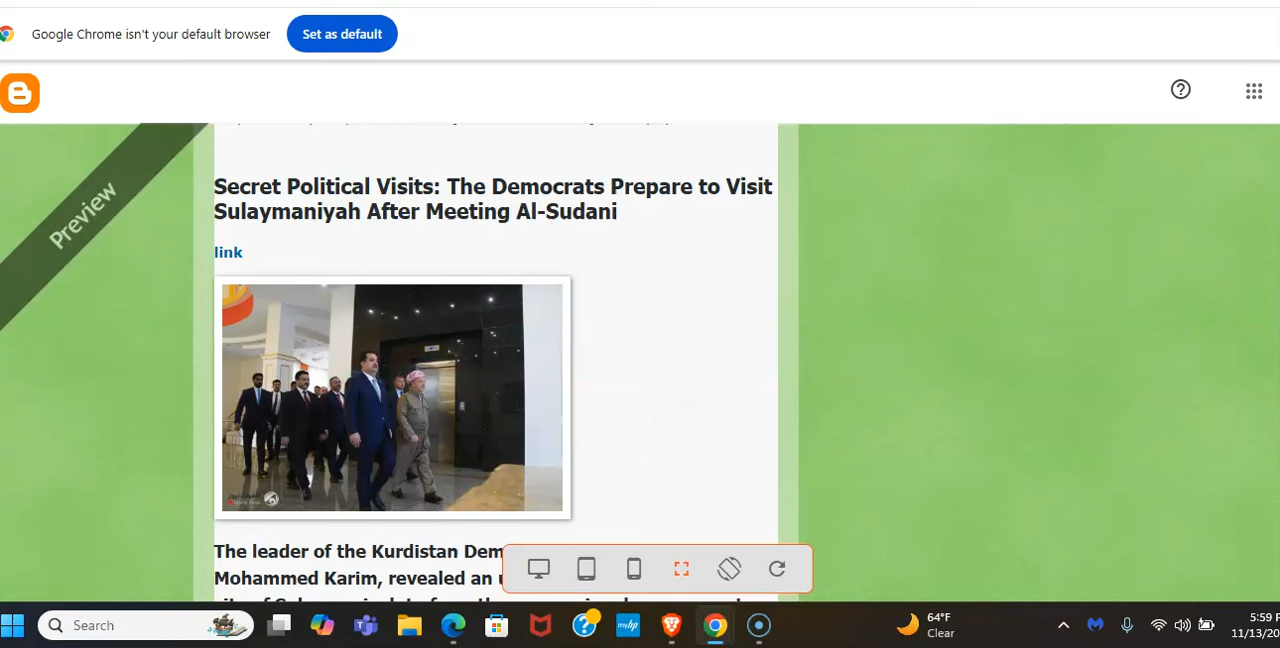 Google Chrome isn't your default browser
Set as default
Preview
Secret Political Visits: The Democrats Prepare to Visit
Sulaymaniyah After Meeting Al-Sudani
link
The leader of the Kurdistan Dem
Mohammed Karim, revealed an
Search
myhp
64°F
Clear
5:59 P
11/13/20